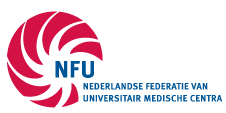 NFU
NEDERLANDSE FEDERATIE VAN
UNIVERSITAIR MEDISCHE CENTRA